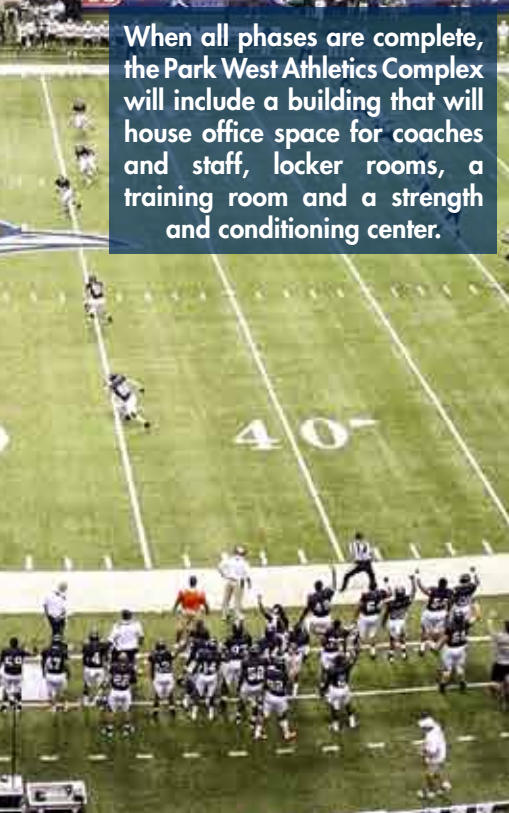 When all phases are complete,
the Park West Athletics Complex
will include a building that will
house office space for coaches
and staff, locker rooms, a
training room and a strength
and conditioning center.
40